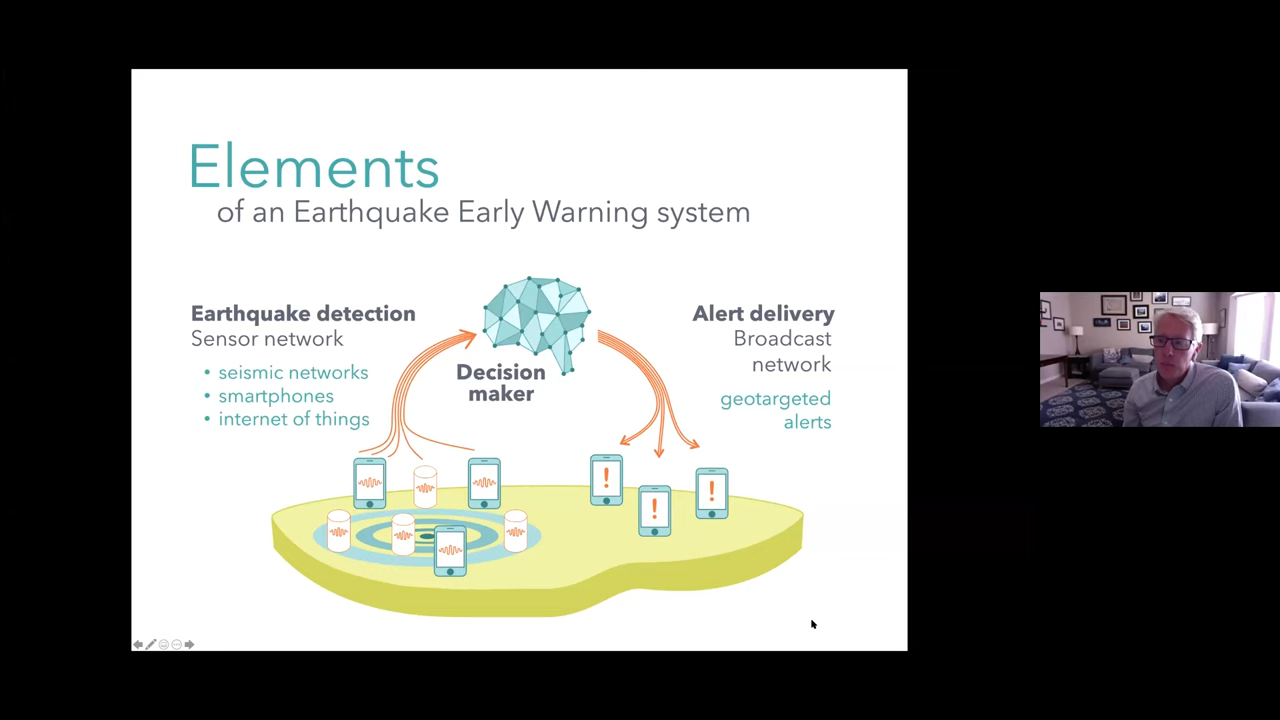 Elements
of an Earthquake Early Warning system
Earthquake detection
Sensor network
• seismic networks
• smartphones
• internet of things
Decision
maker
Alert delivery
Broadcast
network
geotargeted
alerts
!
!
!